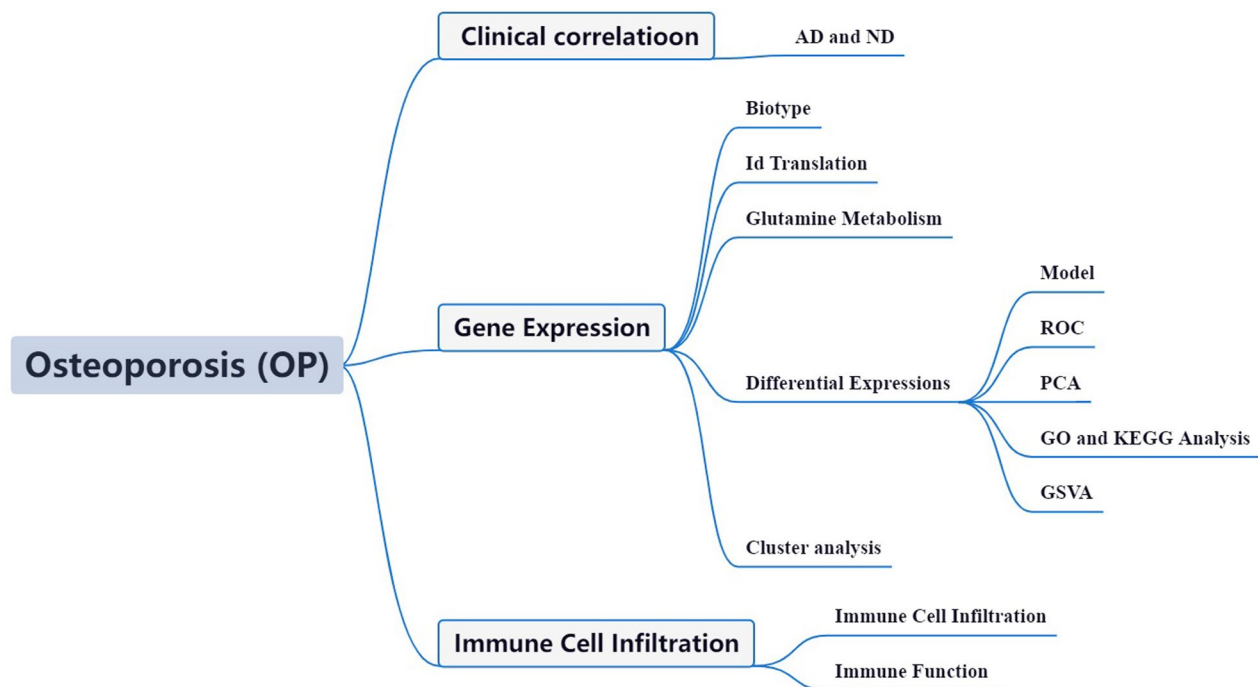 Clinical correlatioon
AD and ND
Biotype
Id Translation
Glutamine Metabolism
Model
ROC
Gene Expression
Osteoporosis (OP)
Differential Expressions
PCA
GO and KEGG Analysis
GSVA
Cluster analysis
Immune Cell Infiltration
Immune Cell Infiltration
Immune Function